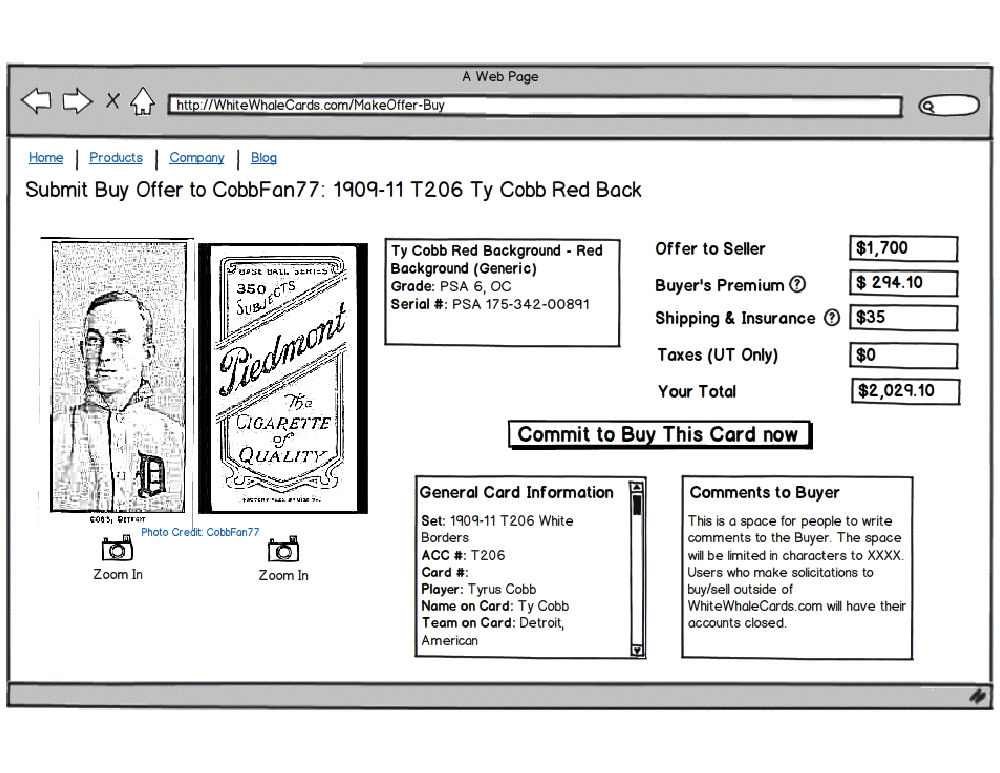 A Web Page
http://WhiteWhaleCards.com/MakeOffer-Buy
Home | Products | Company | Blog
Submit Buy Offer to CobbFan77: 1909-11 T206 Ty Cobb Red Back
BASE BALL SERIES
350
SUBJECTS
Piedmont
The
CIGARETTE
of
QUALITY
COBB, DETROIT
Photo Credit: CobbFan77
Zoom In
Zoom In
Ty Cobb Red Background - Red
Background (Generic)
Grade: PSA 6, OC
Serial #: PSA 175-342-00891
Offer to Seller $1,700
Buyer's Premium ? $ 294.10
Shipping & Insurance ? $35
Taxes (UT Only) $0
Your Total $2,029.10
Commit to Buy This Card now
General Card Information
Set: 1909-11 T206 White
Borders
ACC #: T206
Card #:
Player: Tyrus Cobb
Name on Card: Ty Cobb
Team on Card: Detroit,
American
Comments to Buyer
This is a space for people to write
comments to the Buyer. The space
will be limited in characters to XXXX.
Users who make solicitations to
buy/sell outside of
WhiteWhaleCards.com will have their
accounts closed.